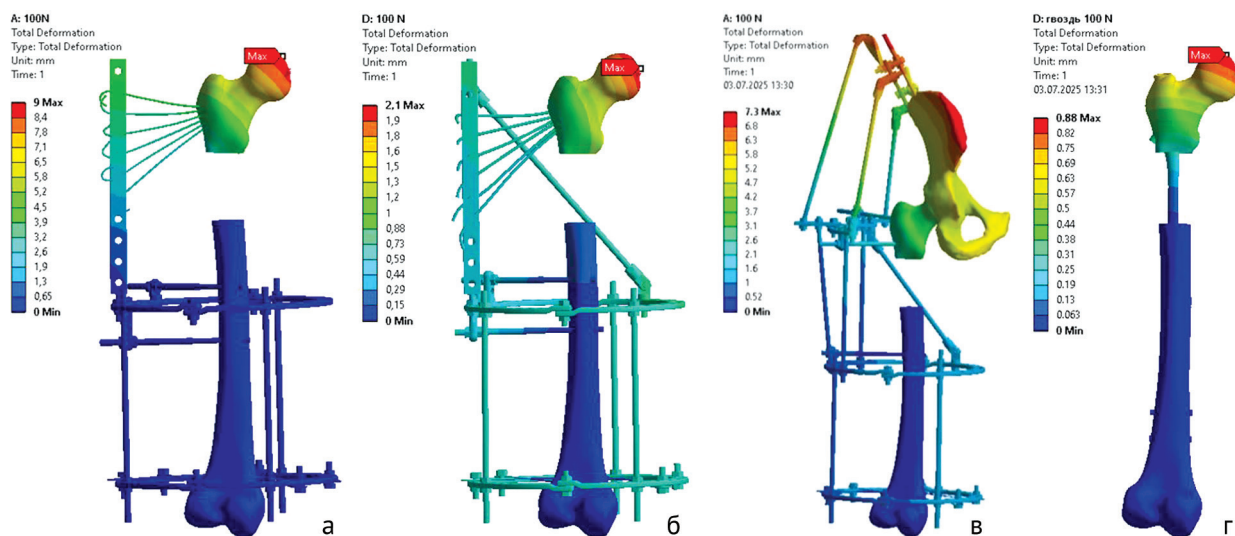 A: 100N
Total Deformation
Type: Total Deformation
Unit: mm
Time: 1
9 Max
8,4
7,8
7,1
6,5
5,8
5,2
4,5
3,9
3,2
2,6
1,9
1,3
0,65
0 Min
Max
а
D: 100 N
Total Deformation
Type: Total Deformation
Unit: mm
Time: 1
2,1 Max
1,9
1,8
1,6
1,5
1,3
1,2
1
0,88
0,73
0,59
0,44
0,29
0,15
0 Min
Max
б
A: 100 N
Total Deformation
Type: Total Deformation
Unit: mm
Time: 1
03.07.2025 13:30
7.3 Max
6.8
6.3
5.8
5.2
4.7
4.2
3.7
3.1
2.6
2.1
1.6
1
0.52
0 Min
в
D: гвоздь 100 N
Total Deformation
Type: Total Deformation
Unit: mm
Time: 1
03.07.2025 13:31
0.88 Max
0.82
0.75
0.69
0.63
0.57
0.5
0.44
0.38
0.31
0.25
0.19
0.13
0.063
0 Min
Max
г